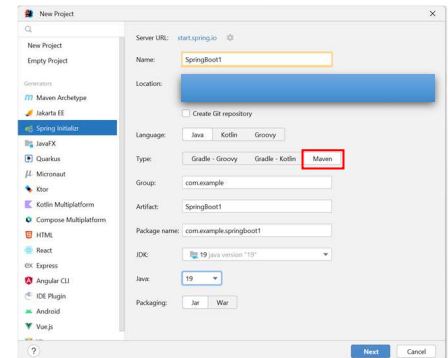 New Project
New Project
Empty Project
Generators
Maven Archetype
Jakarta EE
Spring Initializr
JavaFX
Quarkus
Micronaut
Ktor
Kotlin Multiplatform
Compose Multiplatform
HTML
React
Express
Angular CLI
IDE Plugin
Android
Vue.js
Server URL: start.spring.io
Name: SpringBoot1
Location:
Create Git repository
Language: Java Kotlin Groovy
Type: Gradle - Groovy Gradle - Kotlin Maven
Group: com.example
Artifact: SpringBoot1
Package name: com.example.springboot1
JDK: 19 java version "19"
Java: 19
Packaging: Jar War
? Next Cancel